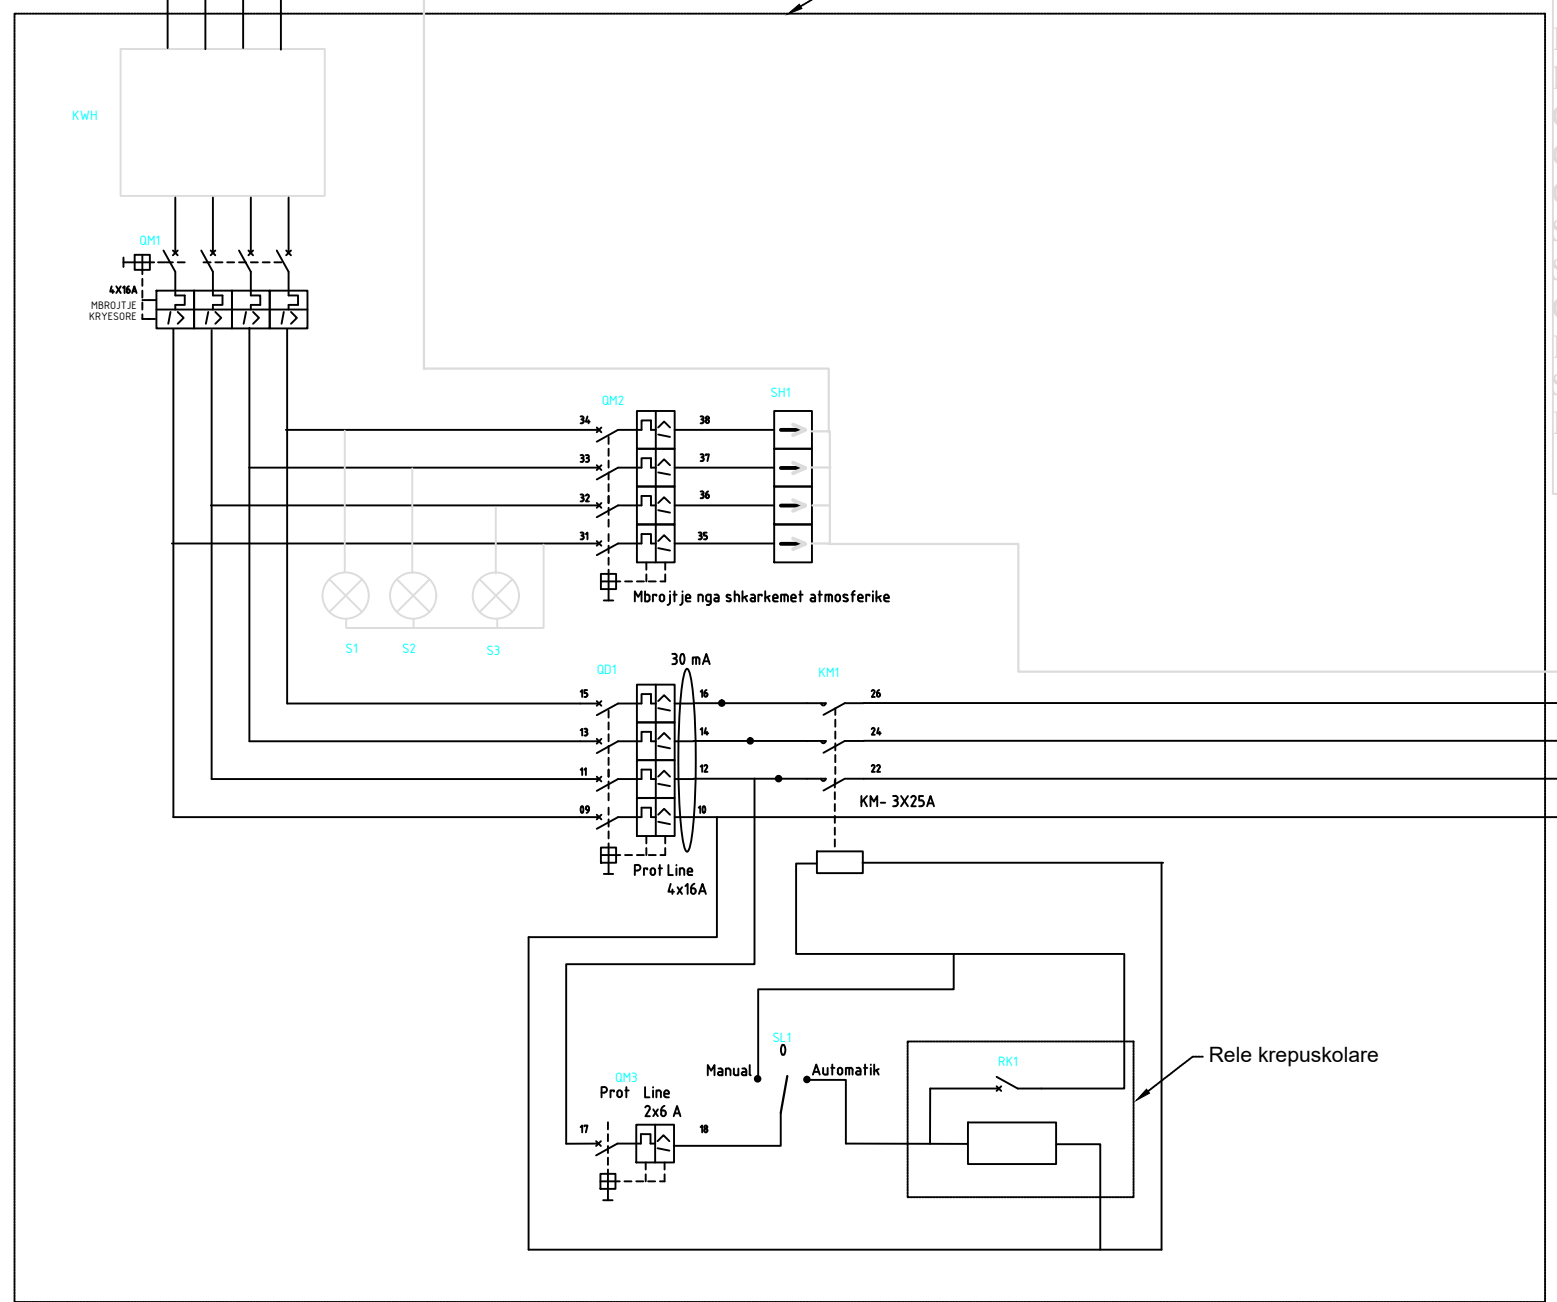 KWH
QM1
4X16A
MBROJTJE
KRYESORE
QM2
SH1
34
38
33
37
32
36
31
35
Mbrojtje nga shkarkemet atmosferike
S1
S2
S3
QD1
30 mA
KM1
15
16
26
13
14
24
11
12
22
KM- 3X25A
09
10
Prot Line
4x16A
SL1
0
Manual
Automatik
RK1
Rele krepuskolare
QM3
Prot Line
2x6 A
17
18